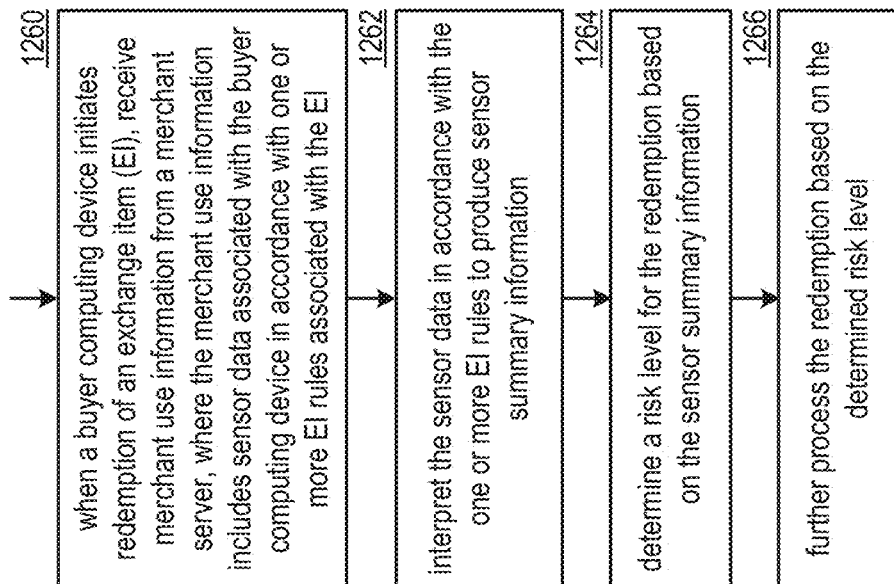 1260
when a buyer computing device initiates
redemption of an exchange item (EI), receive
merchant use information from a merchant
server, where the merchant use information
includes sensor data associated with the buyer
computing device in accordance with one or
more EI rules associated with the EI
1262
interpret the sensor data in accordance with the
one or more EI rules to produce sensor
summary information
1264
determine a risk level for the redemption based
on the sensor summary information
1266
further process the redemption based on the
determined risk level